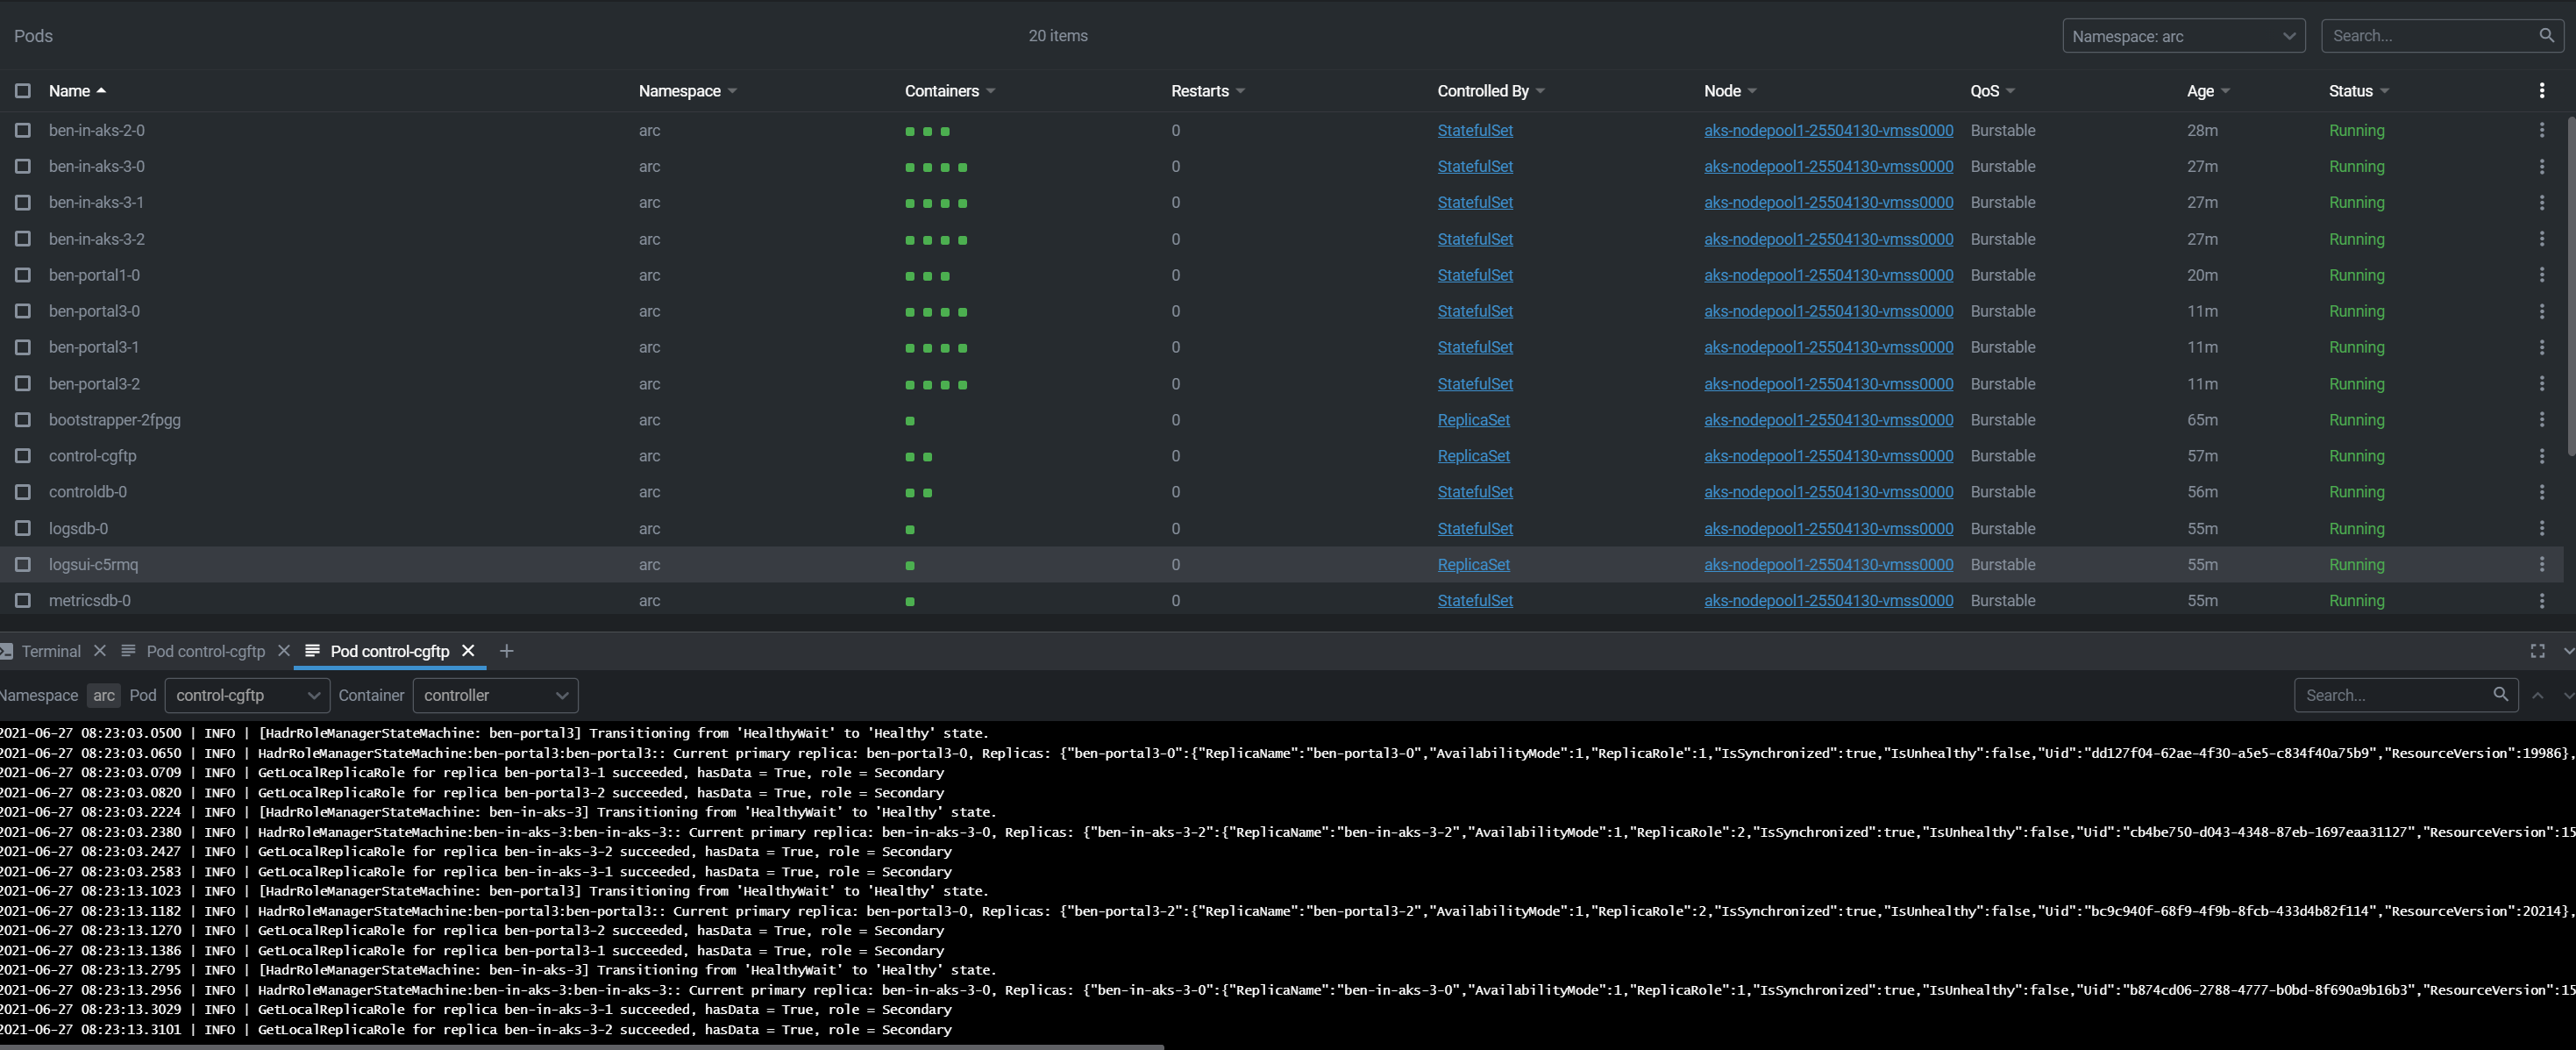 Pods 20 items Namespace: arc Search...
Name Namespace Containers Restarts Controlled By Node QoS Age Status
ben-in-aks-2-0 arc 0 StatefulSet aks-nodepool1-25504130-vmss0000 Burstable 28m Running
ben-in-aks-3-0 arc 0 StatefulSet aks-nodepool1-25504130-vmss0000 Burstable 27m Running
ben-in-aks-3-1 arc 0 StatefulSet aks-nodepool1-25504130-vmss0000 Burstable 27m Running
ben-in-aks-3-2 arc 0 StatefulSet aks-nodepool1-25504130-vmss0000 Burstable 27m Running
ben-portal1-0 arc 0 StatefulSet aks-nodepool1-25504130-vmss0000 Burstable 20m Running
ben-portal3-0 arc 0 StatefulSet aks-nodepool1-25504130-vmss0000 Burstable 11m Running
ben-portal3-1 arc 0 StatefulSet aks-nodepool1-25504130-vmss0000 Burstable 11m Running
ben-portal3-2 arc 0 StatefulSet aks-nodepool1-25504130-vmss0000 Burstable 11m Running
bootstrapper-2fpgg arc 0 ReplicaSet aks-nodepool1-25504130-vmss0000 Burstable 65m Running
control-cgftp arc 0 ReplicaSet aks-nodepool1-25504130-vmss0000 Burstable 57m Running
controldb-0 arc 0 StatefulSet aks-nodepool1-25504130-vmss0000 Burstable 56m Running
logsdb-0 arc 0 StatefulSet aks-nodepool1-25504130-vmss0000 Burstable 55m Running
logsui-c5rmq arc 0 ReplicaSet aks-nodepool1-25504130-vmss0000 Burstable 55m Running
metricsdb-0 arc 0 StatefulSet aks-nodepool1-25504130-vmss0000 Burstable 55m Running
Terminal Pod control-cgftp Pod control-cgftp
Namespace arc Pod control-cgftp Container controller Search...
2021-06-27 08:23:03.0500 | INFO | [HadrRoleManagerStateMachine: ben-portal3] Transitioning from 'HealthyWait' to 'Healthy' state.
2021-06-27 08:23:03.0650 | INFO | HadrRoleManagerStateMachine:ben-portal3:ben-portal3:: Current primary replica: ben-portal3-0, Replicas: {"ben-portal3-0":{"ReplicaName":"ben-portal3-0","AvailabilityMode":1,"ReplicaRole":1,"IsSynchronized":true,"IsUnhealthy":false,"Uid":"dd127f04-62ae-4f30-a5e5-c834f40a75b9","ResourceVersion":19986},
2021-06-27 08:23:03.0709 | INFO | GetLocalReplicaRole for replica ben-portal3-1 succeeded, hasData = True, role = Secondary
2021-06-27 08:23:03.0820 | INFO | GetLocalReplicaRole for replica ben-portal3-2 succeeded, hasData = True, role = Secondary
2021-06-27 08:23:03.2224 | INFO | [HadrRoleManagerStateMachine: ben-in-aks-3] Transitioning from 'HealthyWait' to 'Healthy' state.
2021-06-27 08:23:03.2380 | INFO | HadrRoleManagerStateMachine:ben-in-aks-3:ben-in-aks-3:: Current primary replica: ben-in-aks-3-0, Replicas: {"ben-in-aks-3-2":{"ReplicaName":"ben-in-aks-3-2","AvailabilityMode":1,"ReplicaRole":2,"IsSynchronized":true,"IsUnhealthy":false,"Uid":"cb4be750-d043-4348-87eb-1697eaa31127","ResourceVersion":15
2021-06-27 08:23:03.2427 | INFO | GetLocalReplicaRole for replica ben-in-aks-3-2 succeeded, hasData = True, role = Secondary
2021-06-27 08:23:03.2583 | INFO | GetLocalReplicaRole for replica ben-in-aks-3-1 succeeded, hasData = True, role = Secondary
2021-06-27 08:23:13.1023 | INFO | [HadrRoleManagerStateMachine: ben-portal3] Transitioning from 'HealthyWait' to 'Healthy' state.
2021-06-27 08:23:13.1182 | INFO | HadrRoleManagerStateMachine:ben-portal3:ben-portal3:: Current primary replica: ben-portal3-0, Replicas: {"ben-portal3-2":{"ReplicaName":"ben-portal3-2","AvailabilityMode":1,"ReplicaRole":2,"IsSynchronized":true,"IsUnhealthy":false,"Uid":"bc9c940f-68f9-4f9b-8fcb-433d4b82f114","ResourceVersion":20214},
2021-06-27 08:23:13.1270 | INFO | GetLocalReplicaRole for replica ben-portal3-2 succeeded, hasData = True, role = Secondary
2021-06-27 08:23:13.1386 | INFO | GetLocalReplicaRole for replica ben-portal3-1 succeeded, hasData = True, role = Secondary
2021-06-27 08:23:13.2795 | INFO | [HadrRoleManagerStateMachine: ben-in-aks-3] Transitioning from 'HealthyWait' to 'Healthy' state.
2021-06-27 08:23:13.2956 | INFO | HadrRoleManagerStateMachine:ben-in-aks-3:ben-in-aks-3:: Current primary replica: ben-in-aks-3-0, Replicas: {"ben-in-aks-3-0":{"ReplicaName":"ben-in-aks-3-0","AvailabilityMode":1,"ReplicaRole":1,"IsSynchronized":true,"IsUnhealthy":false,"Uid":"b874cd06-2788-4777-b0bd-8f690a9b16b3","ResourceVersion":15
2021-06-27 08:23:13.3029 | INFO | GetLocalReplicaRole for replica ben-in-aks-3-1 succeeded, hasData = True, role = Secondary
2021-06-27 08:23:13.3101 | INFO | GetLocalReplicaRole for replica ben-in-aks-3-2 succeeded, hasData = True, role = Secondary